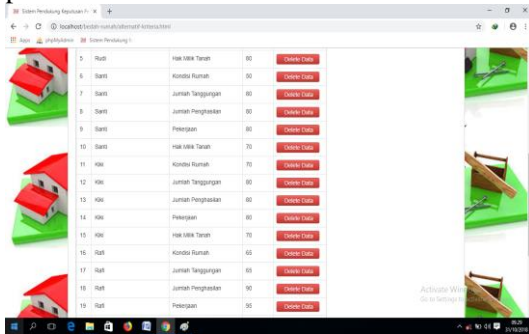 Sistem Pendukung Keputusan Pe
localhost/bedah-rumah/alternatif-kriteria.html
Apps phpMyAdmin Sistem Pendukung I
5 Rudi Hak Milik Tanah 80 Delete Data
6 Santi Kondisi Rumah 50 Delete Data
7 Santi Jumlah Tanggungan 80 Delete Data
8 Santi Jumlah Penghasilan 80 Delete Data
9 Santi Pekerjaan 80 Delete Data
10 Santi Hak Milik Tanah 70 Delete Data
11 Kiki Kondisi Rumah 70 Delete Data
12 Kiki Jumlah Tanggungan 80 Delete Data
13 Kiki Jumlah Penghasilan 80 Delete Data
14 Kiki Pekerjaan 80 Delete Data
15 Kiki Hak Milik Tanah 70 Delete Data
16 Rafi Kondisi Rumah 65 Delete Data
17 Rafi Jumlah Tanggungan 65 Delete Data
18 Rafi Jumlah Penghasilan 90 Delete Data
19 Rafi Pekerjaan 95 Delete Data
Activate Win
Go to Settings to
31/10/2018